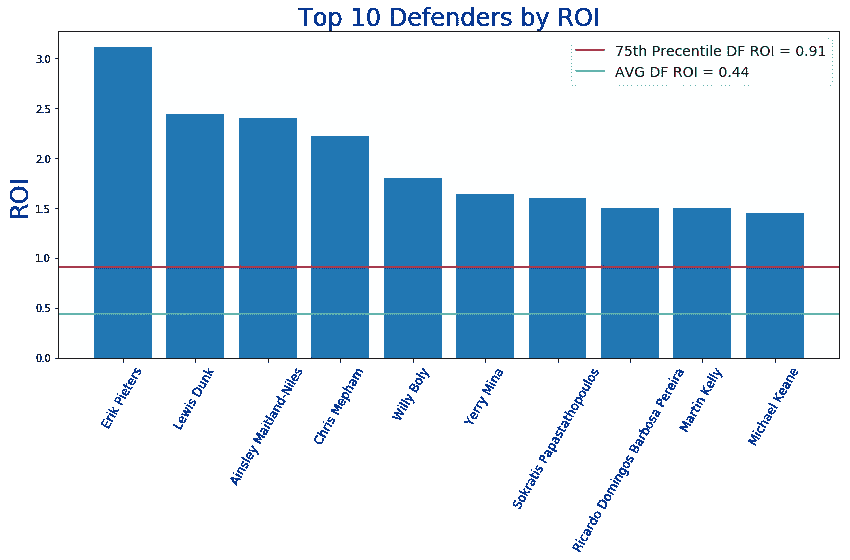 Top 10 Defenders by ROI
75th Precentile DF ROI = 0.91
AVG DF ROI = 0.44
ROI
3.0
2.5
2.0
1.5
1.0
0.5
0.0
Erik Pieters
Lewis Dunk
Ainsley Maitland-Niles
Chris Mepham
Willy Boly
Yerry Mina
Sokratis Papastathopoulos
Ricardo Domingos Barbosa Pereira
Martin Kelly
Michael Keane